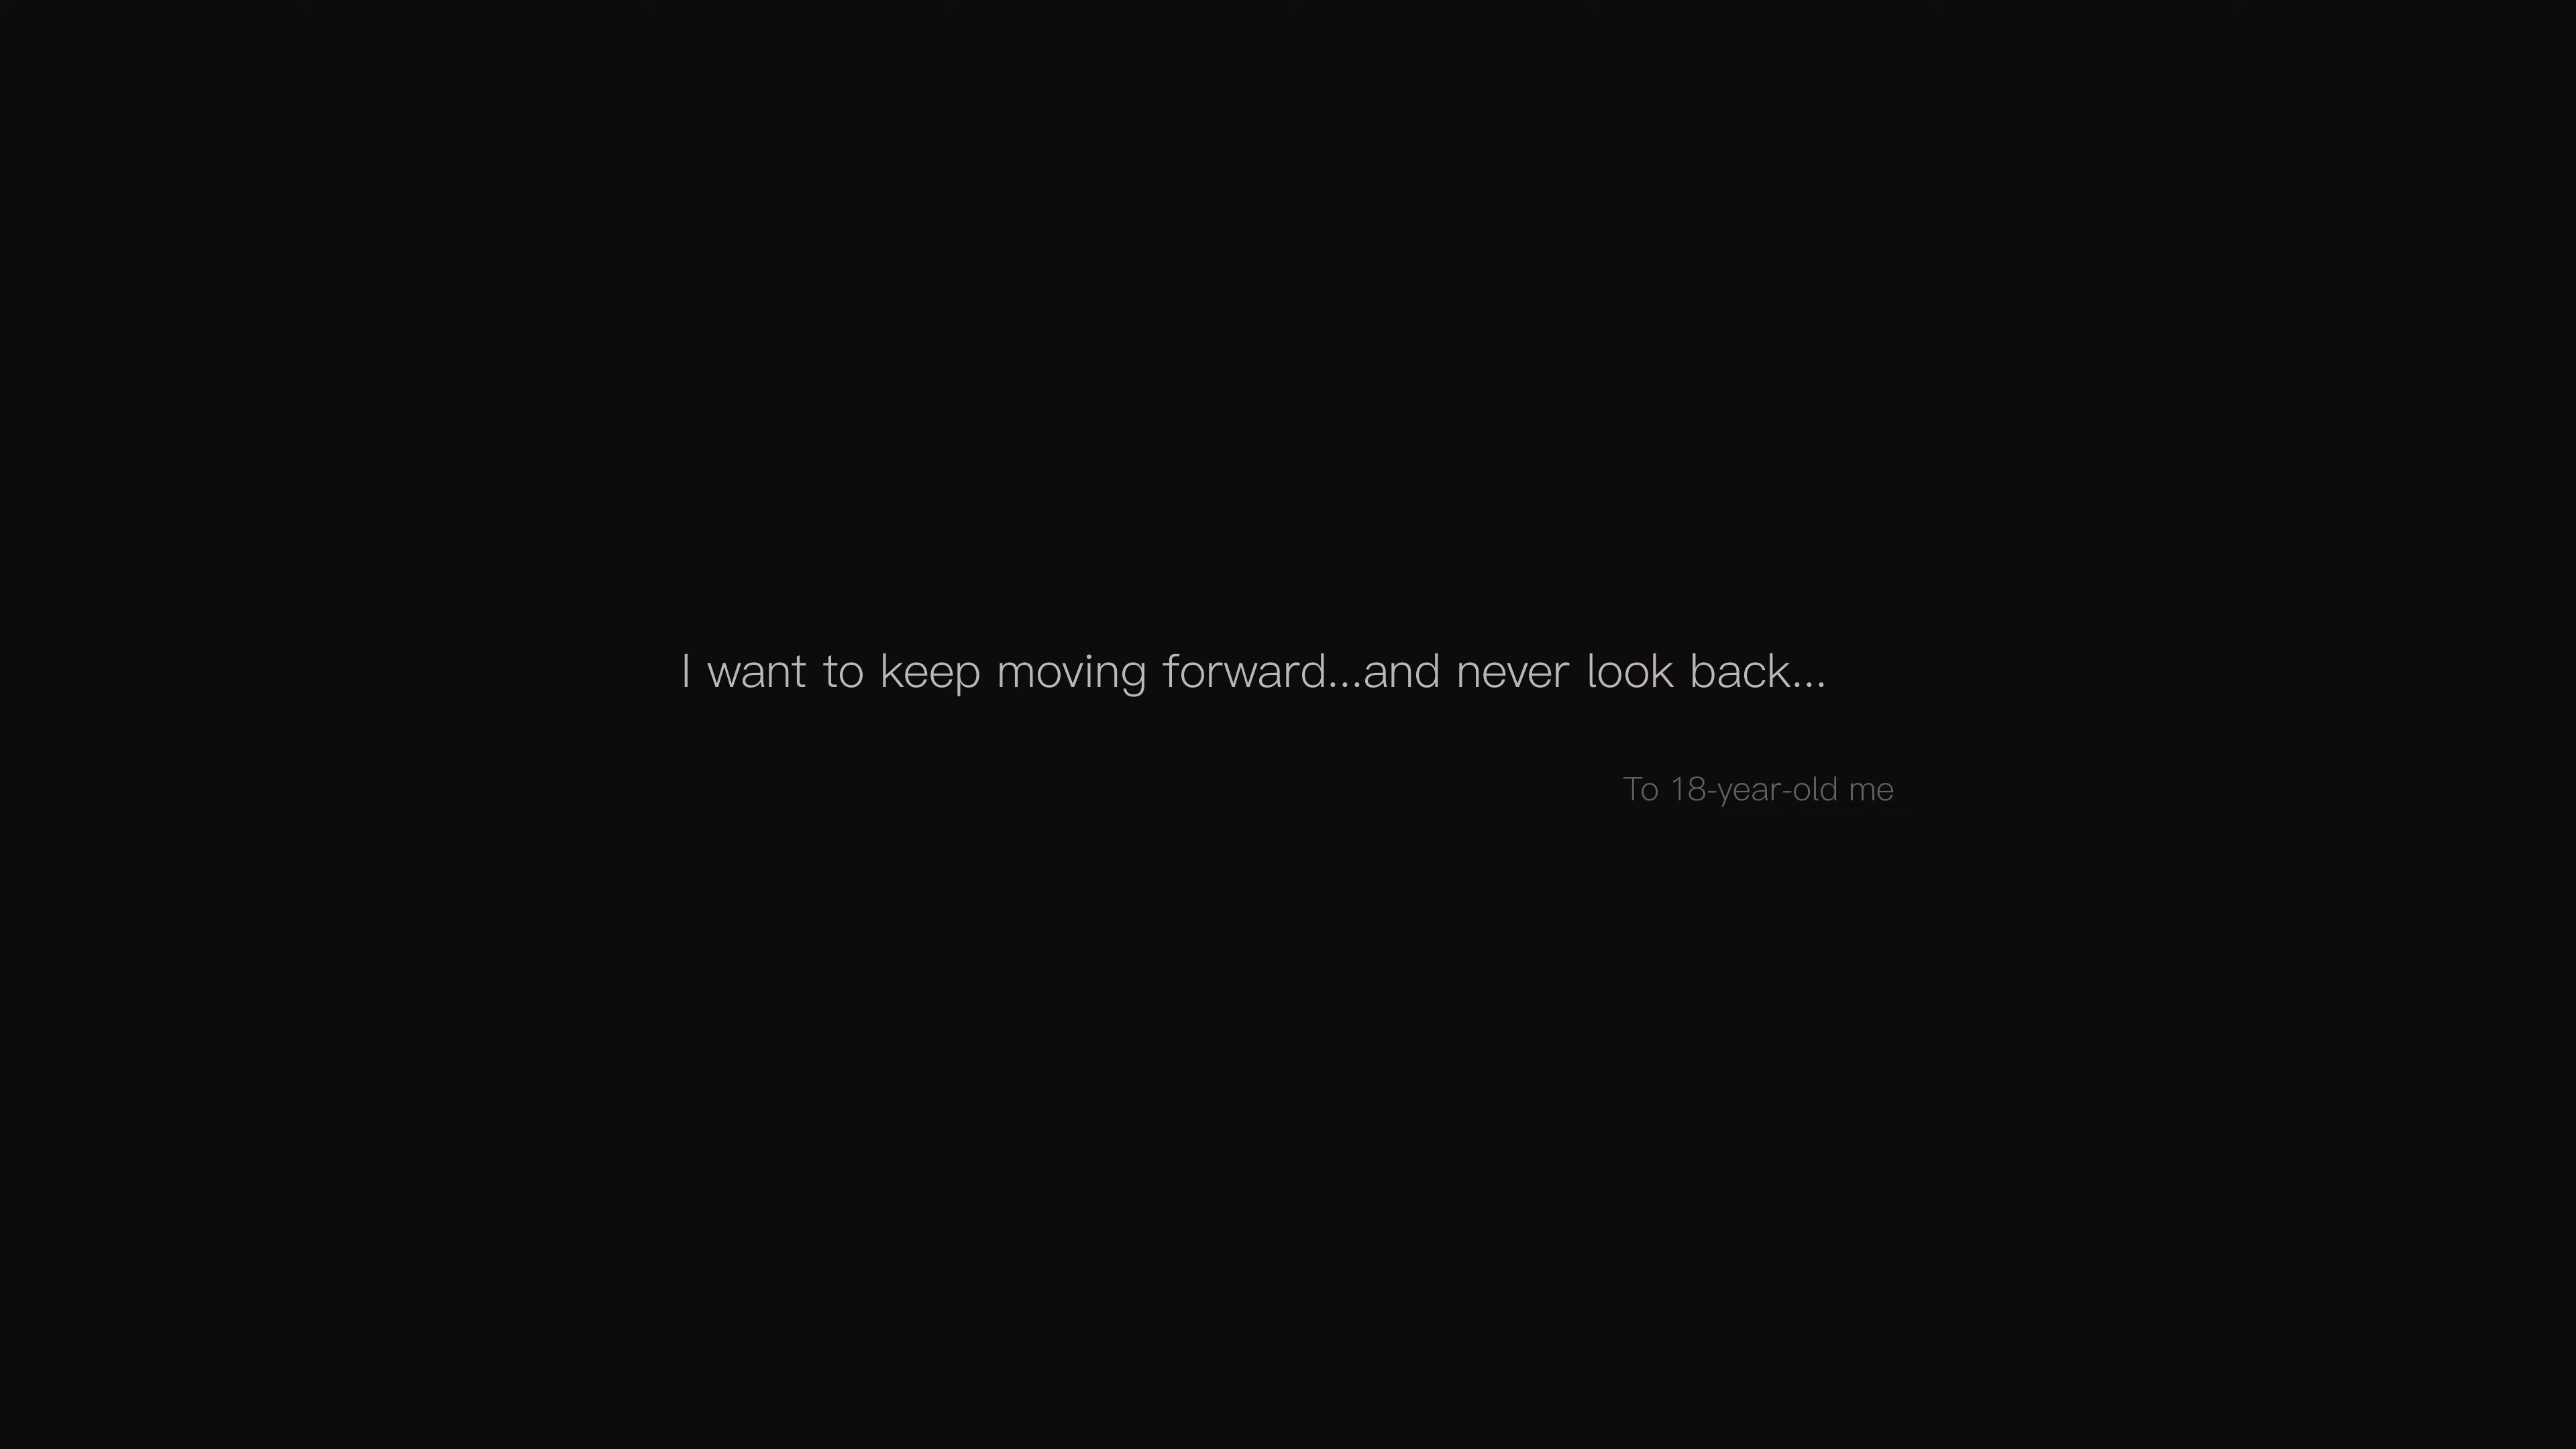 I want to keep moving forward...and never look back...
To 18-year-old me